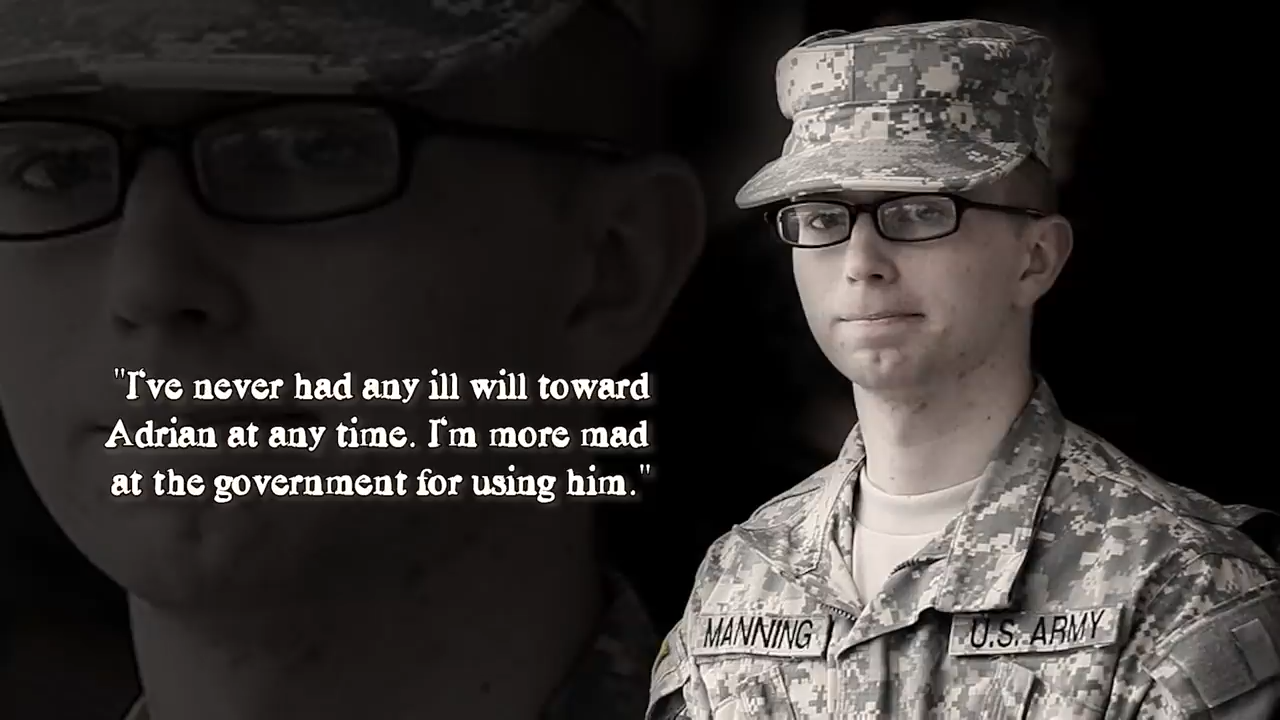 "I've never had any ill will toward
Adrian at any time. I'm more mad
at the government for using him."
MANNING
U.S. ARMY